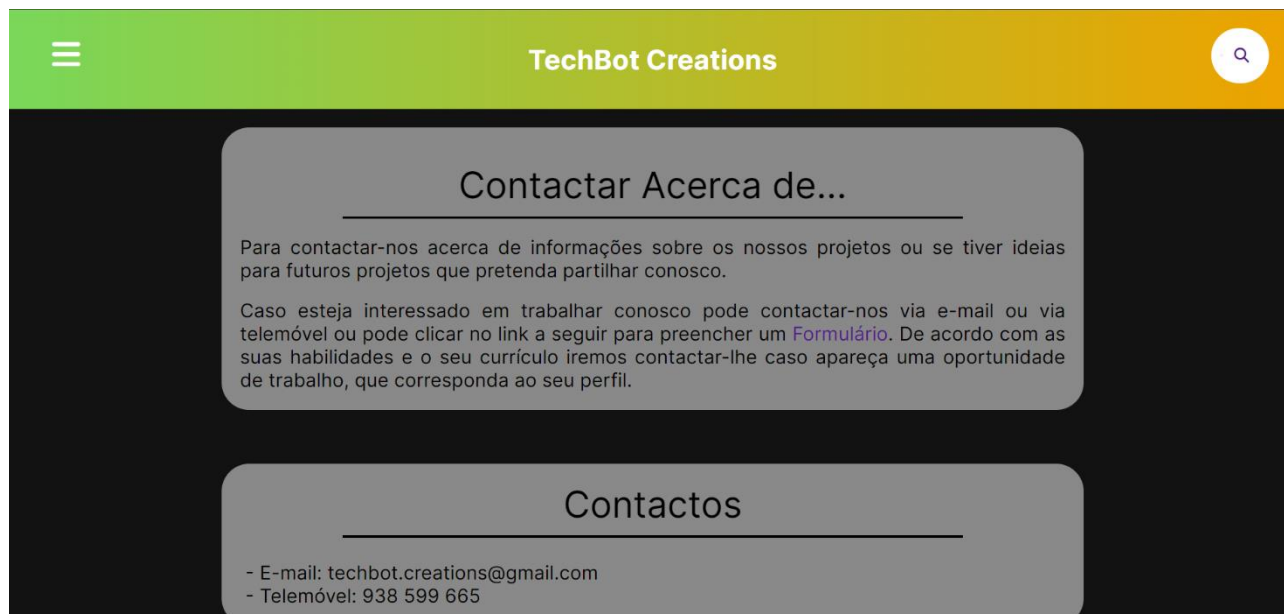 TechBot Creations
Contactar Acerca de...
Para contactar-nos acerca de informações sobre os nossos projetos ou se tiver ideias
para futuros projetos que pretenda partilhar conosco.
Caso esteja interessado em trabalhar conosco pode contactar-nos via e-mail ou via
telemóvel ou pode clicar no link a seguir para preencher um Formulário. De acordo com as
suas habilidades e o seu currículo iremos contactar-lhe caso apareça uma oportunidade
de trabalho, que corresponda ao seu perfil.
Contactos
- E-mail: techbot.creations@gmail.com
- Telemóvel: 938 599 665